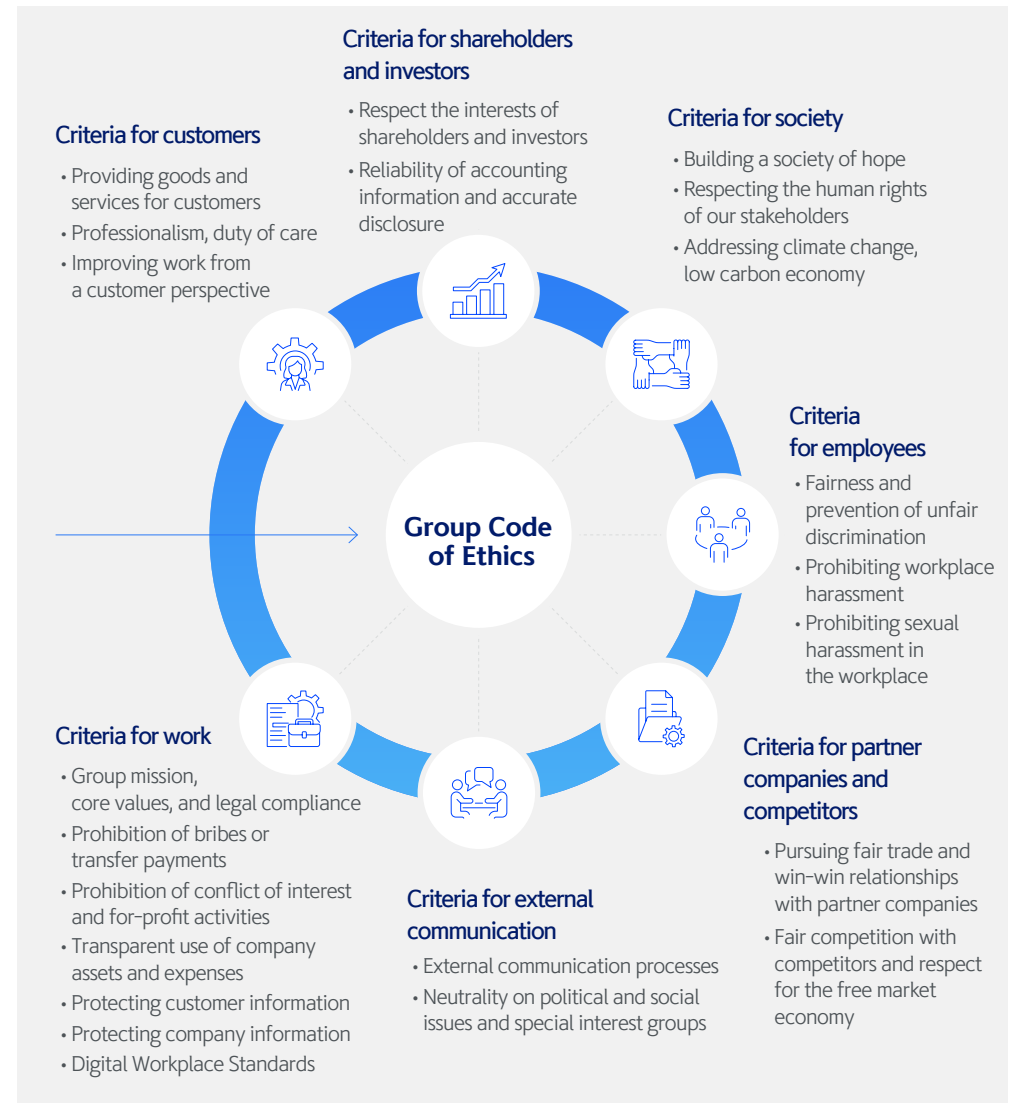 Criteria for shareholders
and investors
• Respect the interests of
shareholders and investors
• Reliability of accounting
information and accurate
disclosure
Criteria for customers
• Providing goods and
services for customers
• Professionalism, duty of care
• Improving work from
a customer perspective
Criteria for society
• Building a society of hope
• Respecting the human rights
of our stakeholders
• Addressing climate change,
low carbon economy
Criteria
for employees
• Fairness and
prevention of unfair
discrimination
• Prohibiting workplace
harassment
• Prohibiting sexual
harassment in
the workplace
Group Code
of Ethics
Criteria for work
• Group mission,
core values, and legal compliance
• Prohibition of bribes or
transfer payments
• Prohibition of conflict of interest
and for-profit activities
• Transparent use of company
assets and expenses
• Protecting customer information
• Protecting company information
• Digital Workplace Standards
Criteria for external
communication
• External communication processes
• Neutrality on political and social
issues and special interest groups
Criteria for partner
companies and
competitors
• Pursuing fair trade and
win-win relationships
with partner companies
• Fair competition with
competitors and respect
for the free market
economy